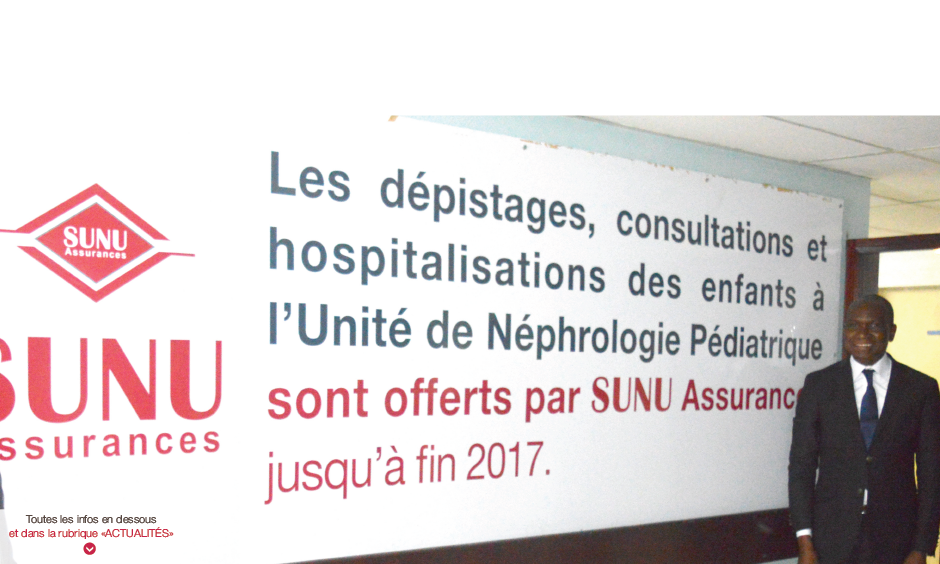 SUNU
Assurances
SUNU
ssurances
Les dépistages, consultations et
hospitalisations des enfants à
l'Unité de Néphrologie Pédiatrique
sont offerts par SUNU Assuranc
jusqu'à fin 2017.
Toutes les infos en dessous
et dans la rubrique «ACTUALITÉS»